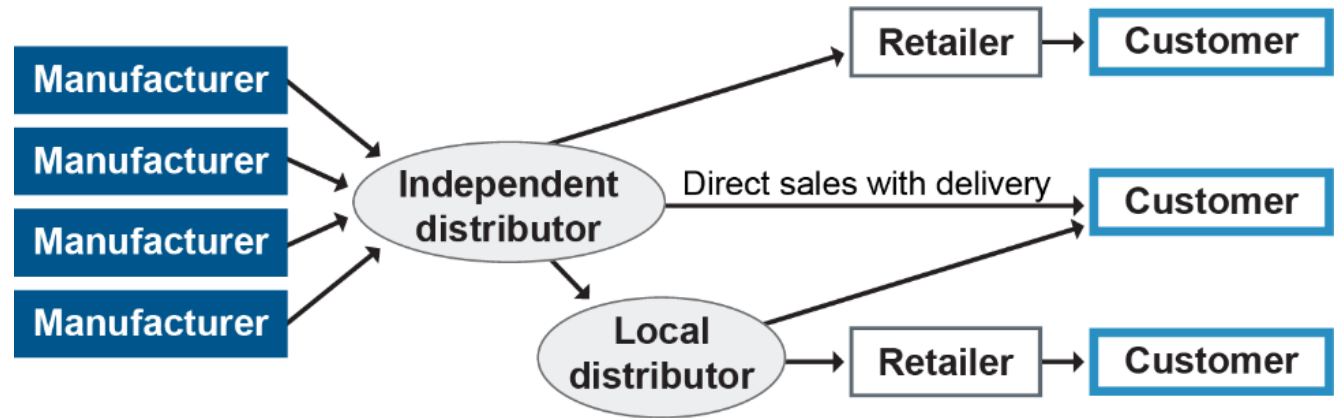 Manufacturer
Manufacturer
Manufacturer
Manufacturer
Independent
distributor
Local
distributor
Direct sales with delivery
Retailer
Customer
Customer
Retailer
Customer